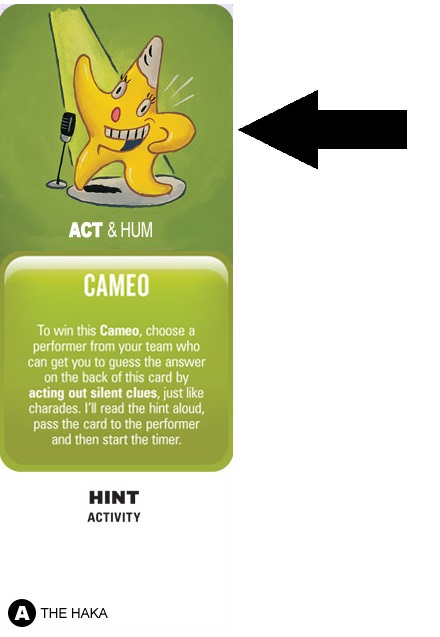 ACT & HUM
CAMEO
To win this Cameo, choose a
performer from your team who
can get you to guess the answer
on the back of this card by
acting out silent clues, just like
charades. I'll read the hint aloud,
pass the card to the performer
and then start the timer.
HINT
ACTIVITY
A THE HAKA